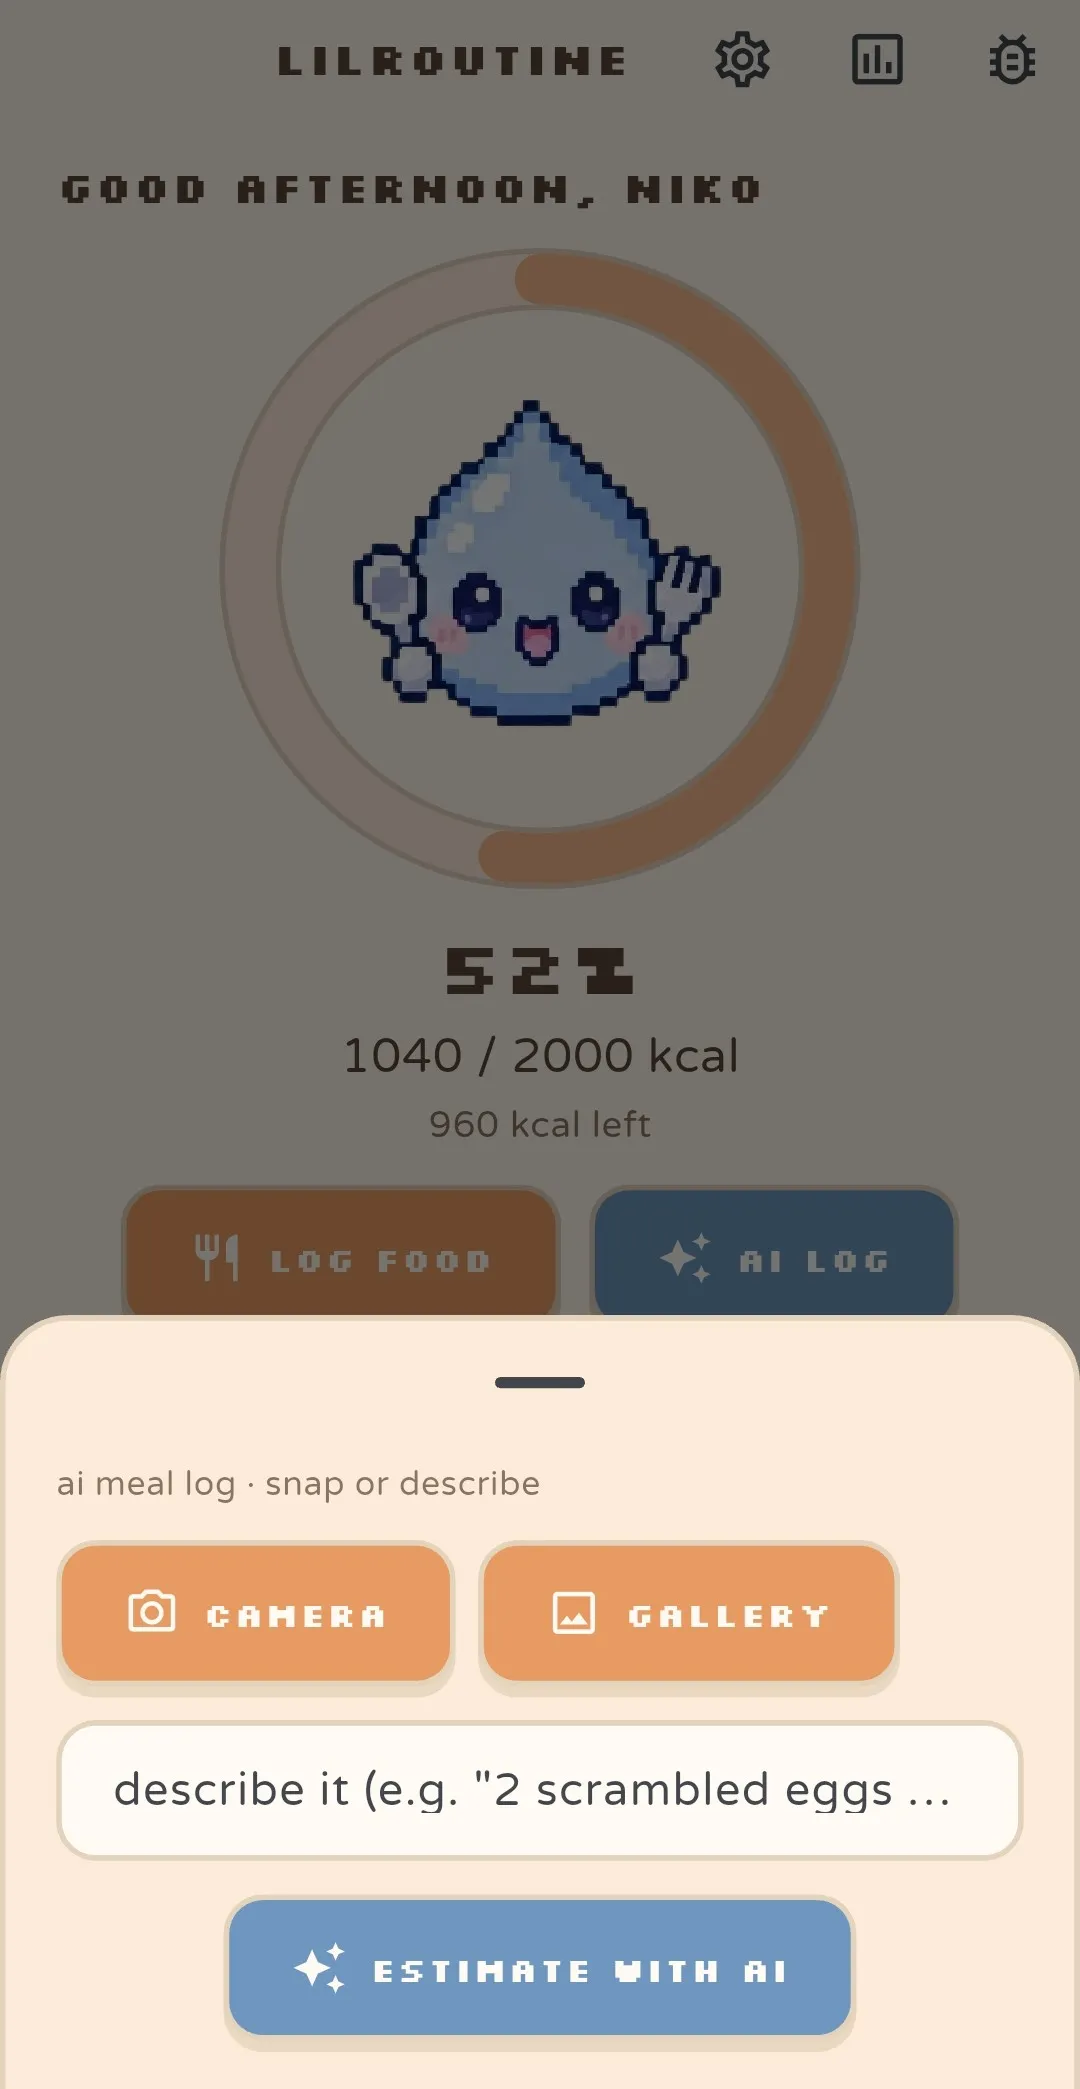 LILROUTINE
GOOD AFTERNOON, NIKO
52%
1040 / 2000 kcal
960 kcal left
LOG FOOD
AI LOG
ai meal log · snap or describe
CAMERA
GALLERY
describe it (e.g. "2 scrambled eggs ...
ESTIMATE WITH AI